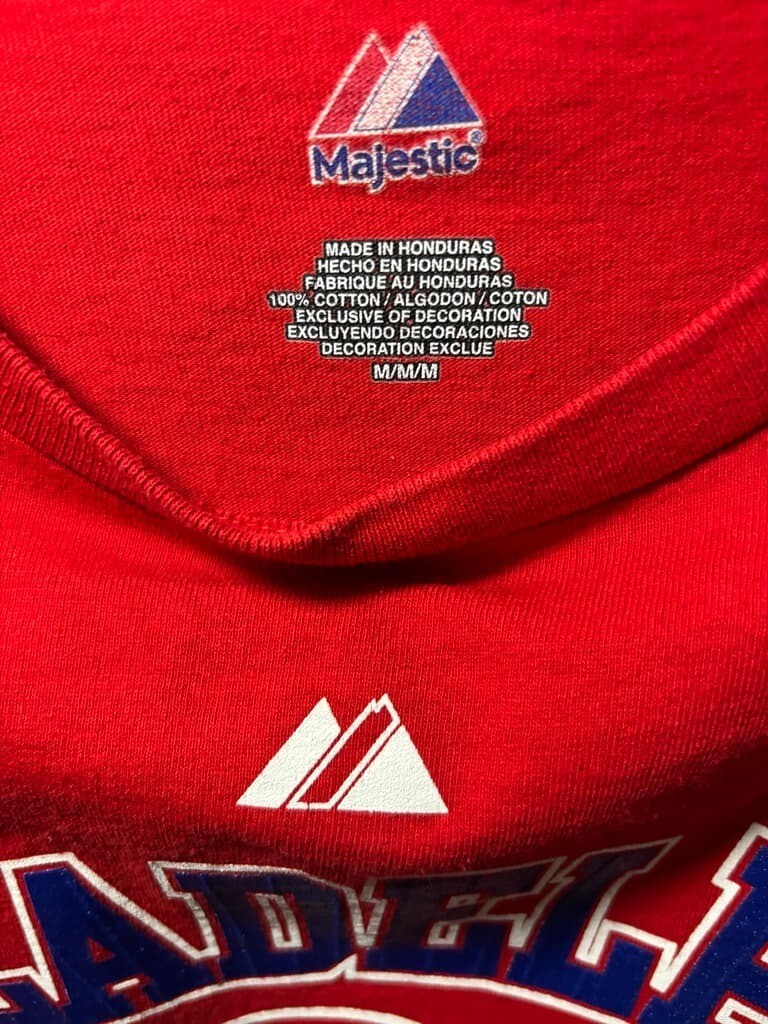 Majestic®
MADE IN HONDURAS
HECHO EN HONDURAS
FABRIQUE AU HONDURAS
100% COTTON / ALGODON / COTON
EXCLUSIVE OF DECORATION
EXCLUYENDO DECORACIONES
DECORATION EXCLUE
M/M/M
ADELA